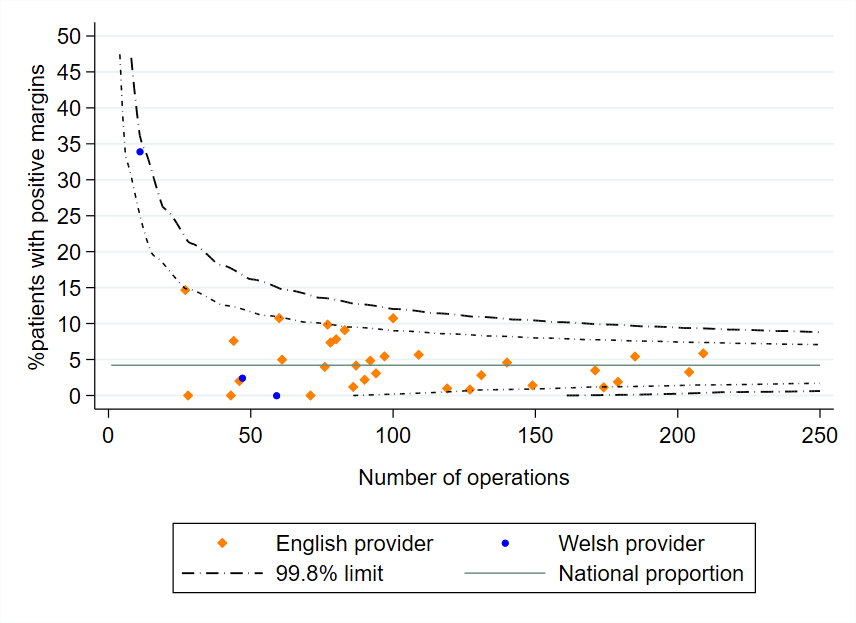 %patients with positive margins
50
45
40
35
30
25
20
15
10
5
0
0 50 100 150 200 250
Number of operations
English provider Welsh provider
99.8% limit National proportion